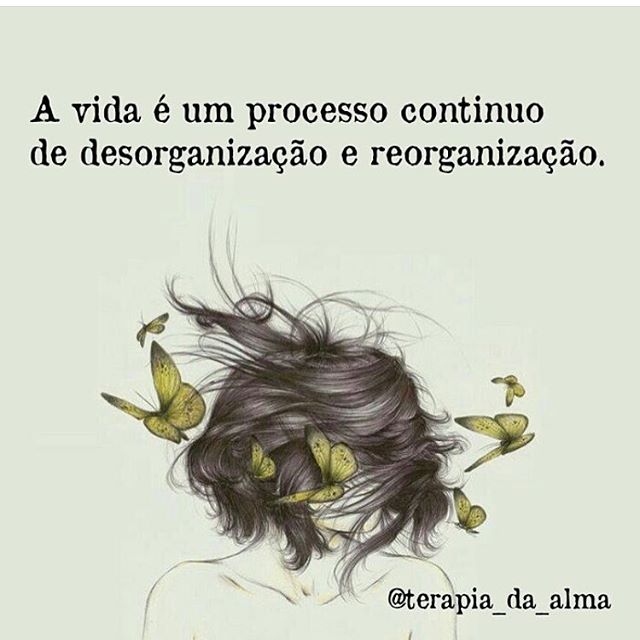 A vida é um processo continuo
de desorganização e reorganização.
@terapia_da_alma